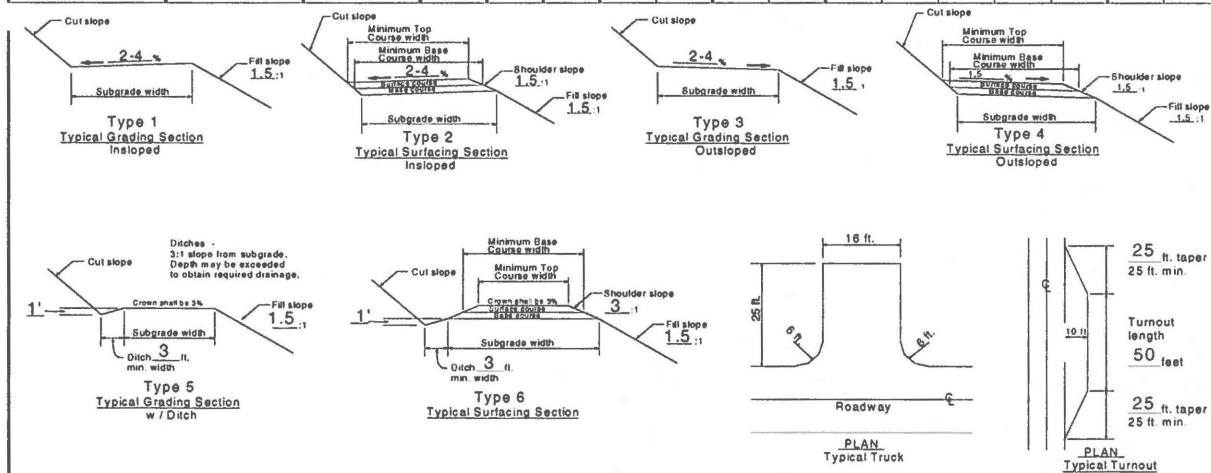 Cut slope
2-4 %
Fill slope
1.5 :1
Subgrade width
Type 1
Typical Grading Section
Insloped
Cut slope
Minimum Top
Course width
Minimum Base
Course width
2-4 %
Surface course
Base course
Shoulder slope
1.5 :1
Fill slope
1.5 :1
Subgrade width
Type 2
Typical Surfacing Section
Insloped
Cut slope
2-4 %
Fill slope
1.5 :1
Subgrade width
Type 3
Typical Grading Section
Outsloped
Cut slope
Minimum Top
Course width
Minimum Base
Course width
1.5 %
Surface course
Base course
Shoulder slope
1.5 :1
Fill slope
1.5 :1
Subgrade width
Type 4
Typical Surfacing Section
Outsloped
Ditches -
3:1 slope from subgrade.
Depth may be exceeded
to obtain required drainage.
Cut slope
1'
Crown shall be 3%
Fill slope
1.5 :1
Subgrade width
Ditch 3 ft.
min. width
Type 5
Typical Grading Section
w / Ditch
Minimum Base
Course width
Cut slope
Minimum Top
Course width
Crown shall be 3%
Surface course
Base course
Shoulder slope
3 :1
1'
Fill slope
1.5 :1
Subgrade width
Ditch 3 ft.
min. width
Type 6
Typical Surfacing Section
16 ft.
25 ft.
6 ft.
6 ft.
Roadway
℄
PLAN
Typical Truck
℄
25 ft. taper
25 ft. min.
10 ft
Turnout
length
50 feet
25 ft. taper
25 ft. min.
PLAN
Typical Turnout